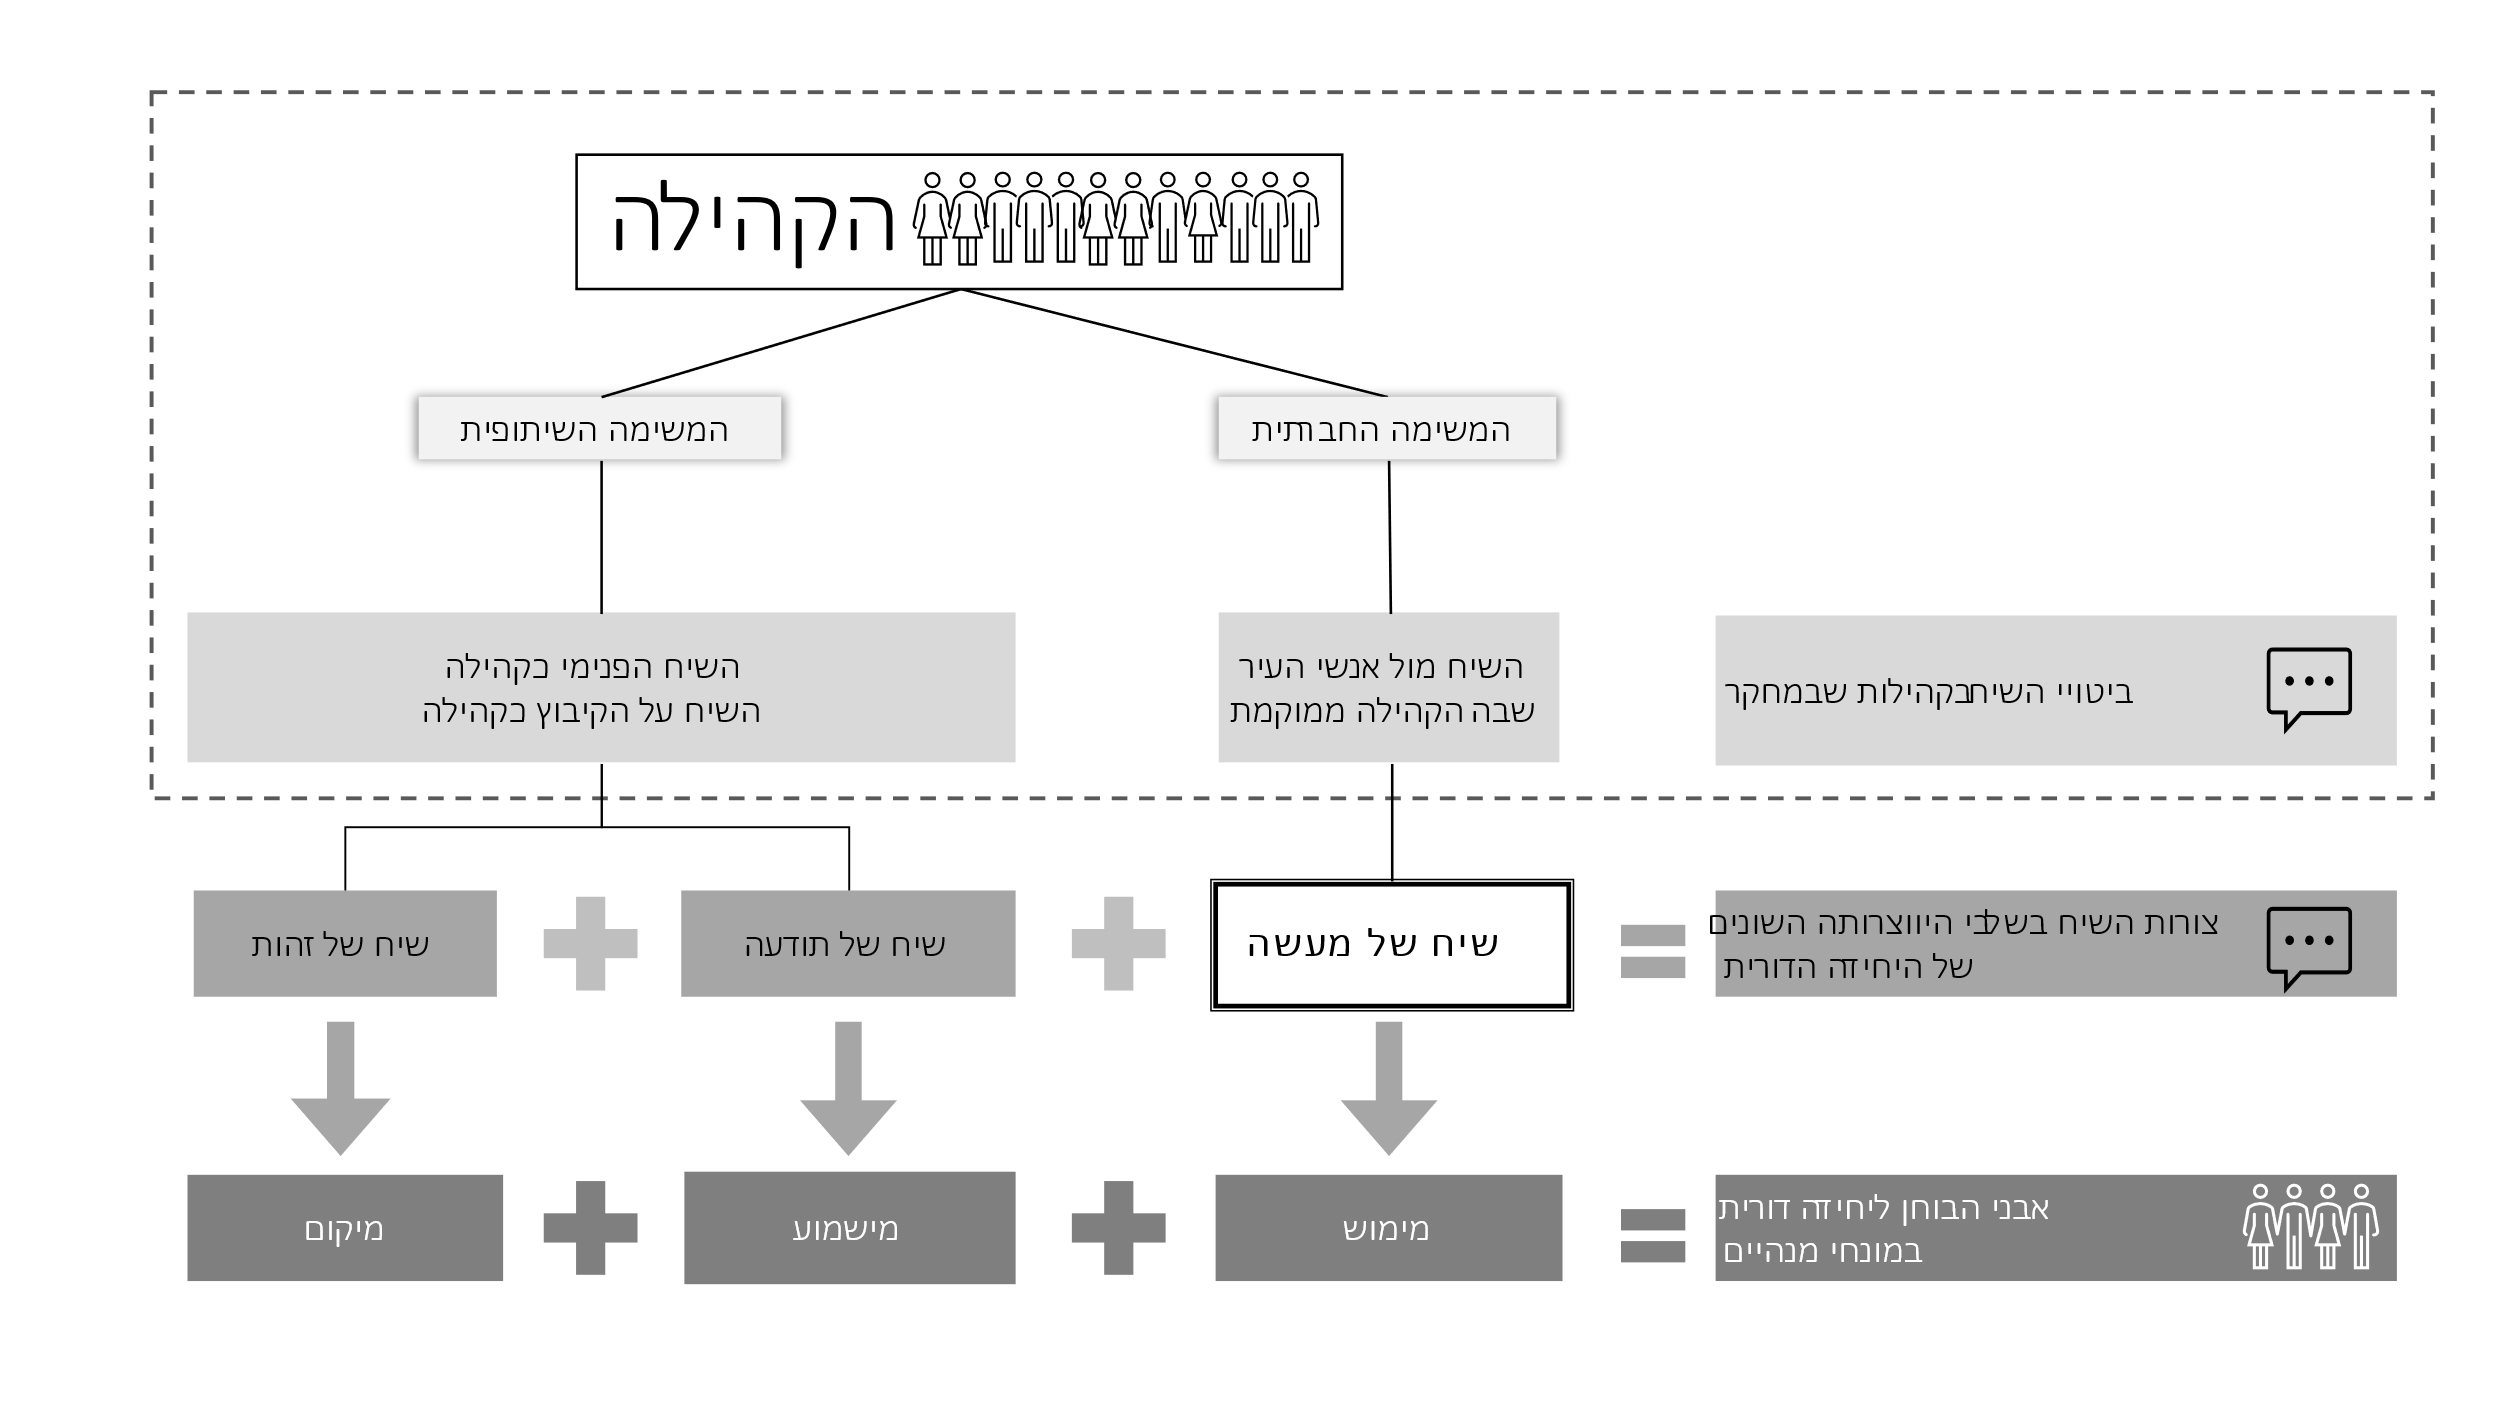 הקהילה
המשימה החברתית
המשימה השיתופית
ביטויי השיח בקהילות שבמחקר
השיח מול אנשי העיר
שבה הקהילה ממוקמת
השיח הפנימי בקהילה
השיח על הקיבוץ בקהילה
צורות השיח בשלבי היווצרותה השונים
של היחידה הדורית
שיח של מעשה
שיח של תודעה
שיח של זהות
אבני הבוחן ליחידה דורית
במונחי מנהיים
מימוש
מישמוע
מיקום